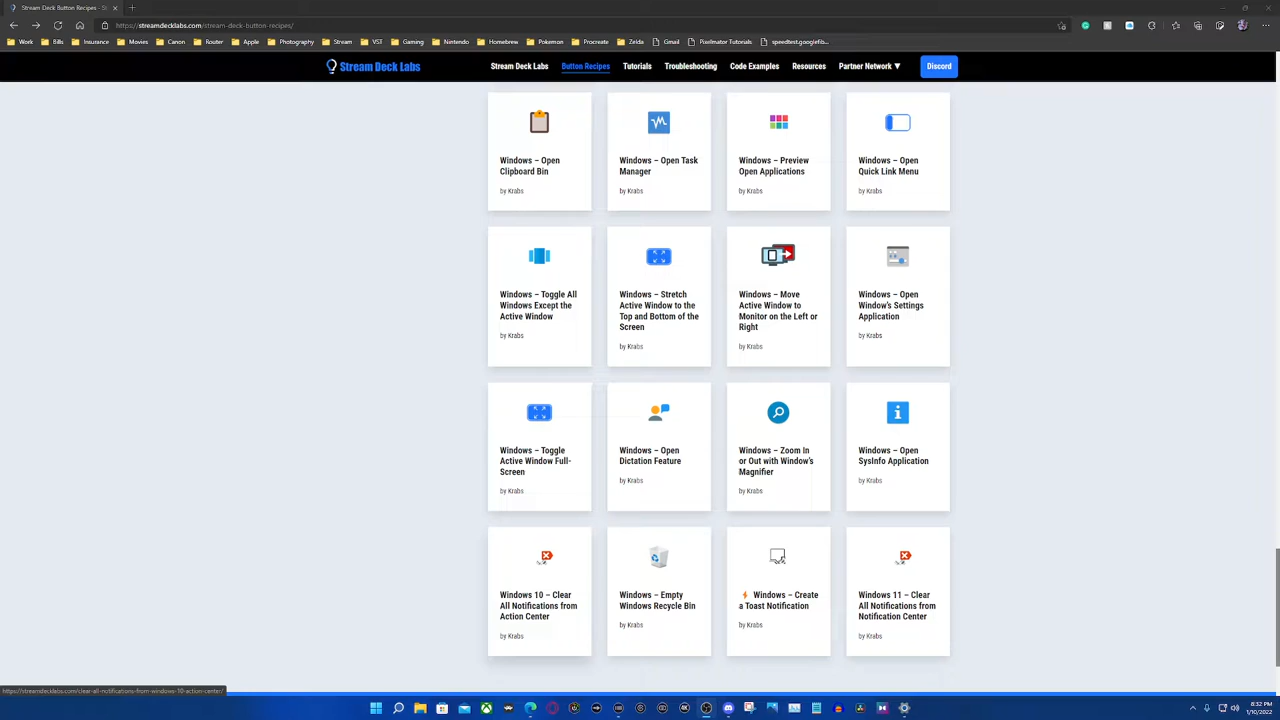 Stream Deck Button Recipes - St
https://streamdecklabs.com/stream-deck-button-recipes/
Work Bills Insurance Movies Canon Router Apple Photography Stream VST Gaming Nintendo Homebrew Pokemon Procreate Zelda Gmail Pixelmator Tutorials speedtest.googlefib...
Stream Deck Labs
Stream Deck Labs Button Recipes Tutorials Troubleshooting Code Examples Resources Partner Network ▼ Discord
Windows – Open
Clipboard Bin
by Krabs
Windows – Open Task
Manager
by Krabs
Windows – Preview
Open Applications
by Krabs
Windows – Open
Quick Link Menu
by Krabs
Windows – Toggle All
Windows Except the
Active Window
by Krabs
Windows – Stretch
Active Window to the
Top and Bottom of the
Screen
by Krabs
Windows – Move
Active Window to
Monitor on the Left or
Right
by Krabs
Windows – Open
Window's Settings
Application
by Krabs
Windows – Toggle
Active Window Full-
Screen
by Krabs
Windows – Open
Dictation Feature
by Krabs
Windows – Zoom In
or Out with Window's
Magnifier
by Krabs
Windows – Open
SysInfo Application
by Krabs
Windows 10 – Clear
All Notifications from
Action Center
by Krabs
Windows – Empty
Windows Recycle Bin
by Krabs
Windows – Create
a Toast Notification
by Krabs
Windows 11 – Clear
All Notifications from
Notification Center
by Krabs
https://streamdecklabs.com/clear-all-notifications-from-windows-10-action-center/
8:32 PM
1/10/2022